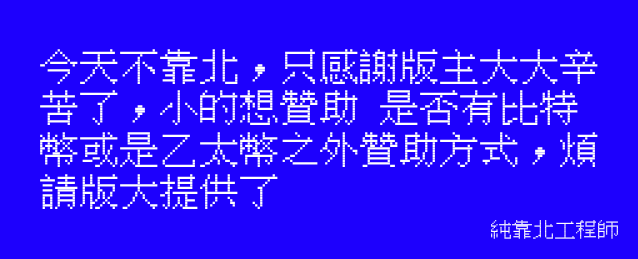 今天不靠北，只感謝版主大大辛
苦了，小的想贊助 是否有比特
幣或是乙太幣之外贊助方式，煩
請版大提供了
純靠北工程師